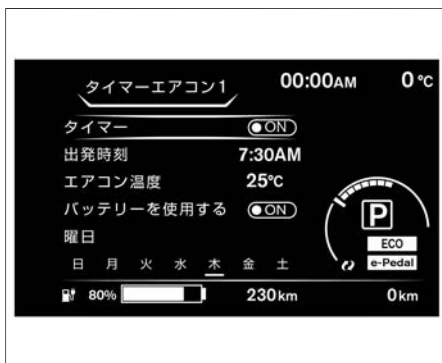 タイマーエアコン1 00:00AM 0℃
タイマー ON
出発時刻 7:30AM
エアコン温度 25℃
バッテリーを使用する ON
曜日
日 月 火 水 木 金 土
P
ECO
e-Pedal
80% 230km 0km